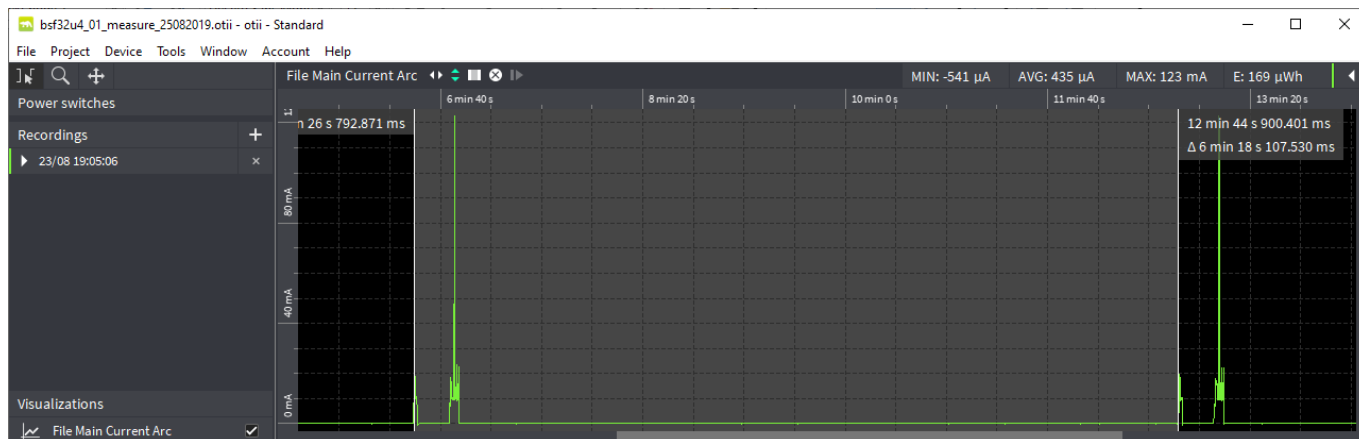 bsf32u4_01_measure_25082019.otii - otii - Standard
File Project Device Tools Window Account Help
File Main Current Arc MIN: -541 µA AVG: 435 µA MAX: 123 mA E: 169 µWh
Power switches
6 min 40 s 8 min 20 s 10 min 0 s 11 min 40 s 13 min 20 s
Recordings +
23/08 19:05:06 ×
n 26 s 792.871 ms
12 min 44 s 900.401 ms
Δ 6 min 18 s 107.530 ms
80 mA
40 mA
0 mA
Visualizations
File Main Current Arc